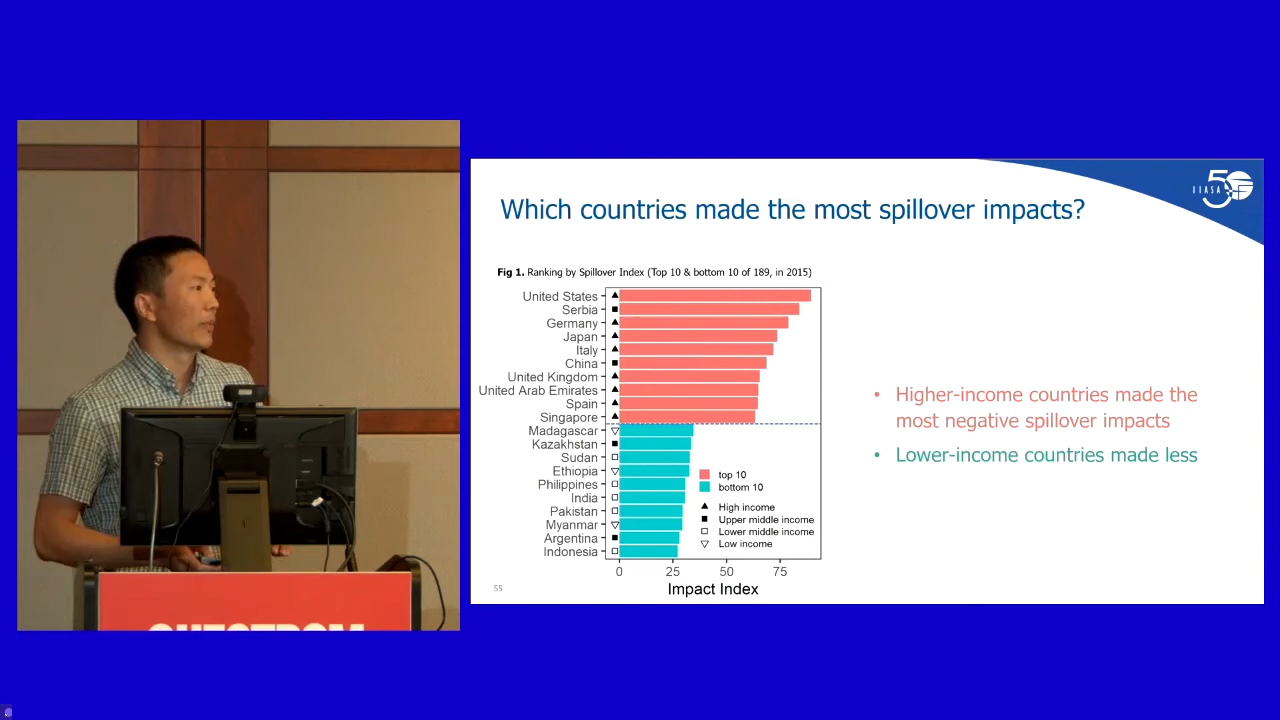 IIASA 50
Which countries made the most spillover impacts?
Fig 1. Ranking by Spillover Index (Top 10 & bottom 10 of 189, in 2015)
United States
Serbia
Germany
Japan
Italy
China
United Kingdom
United Arab Emirates
Spain
Singapore
Madagascar
Kazakhstan
Sudan
Ethiopia
Philippines
India
Pakistan
Myanmar
Argentina
Indonesia
top 10
bottom 10
High income
Upper middle income
Lower middle income
Low income
0 25 50 75
Impact Index
• Higher-income countries made the
most negative spillover impacts
• Lower-income countries made less
55